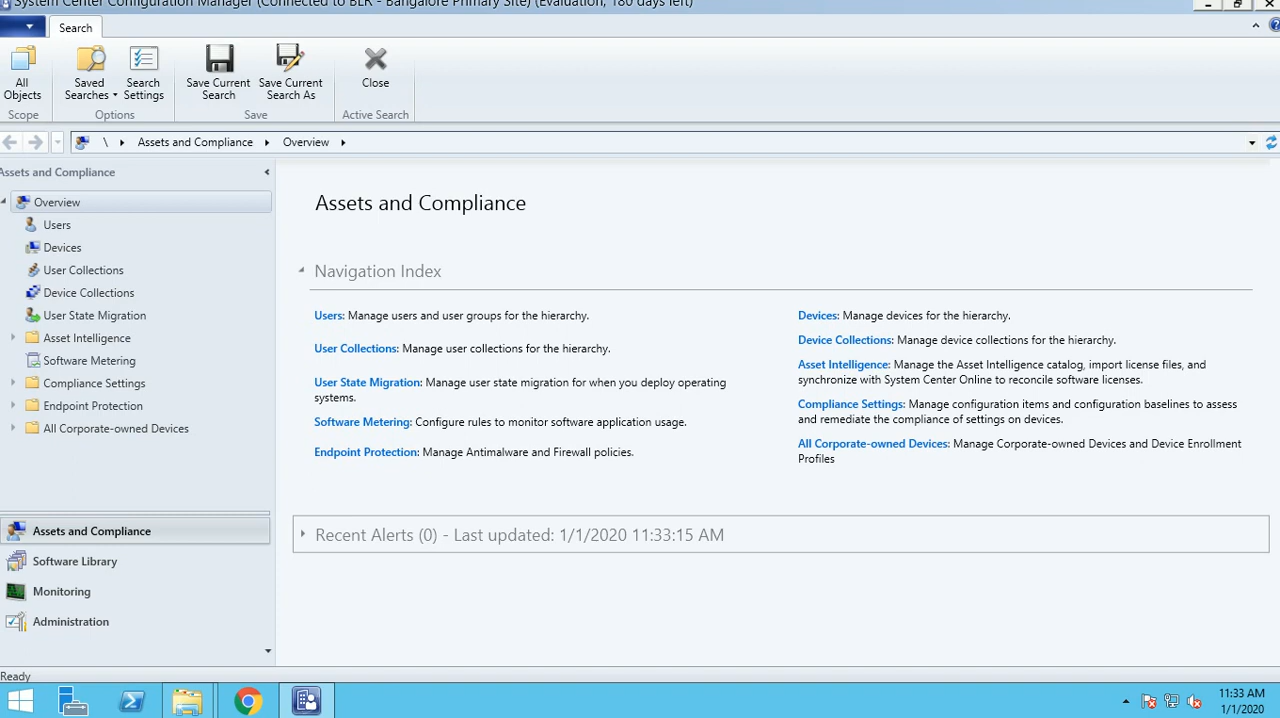 System Center Configuration Manager (Connected to BLR - Bangalore Primary Site) (Evaluation, 180 days left)
Search
All Objects
Saved Searches
Search Settings
Save Current Search
Save Current Search As
Close
Scope
Options
Save
Active Search
\ Assets and Compliance Overview
Assets and Compliance
Overview
Users
Devices
User Collections
Device Collections
User State Migration
Asset Intelligence
Software Metering
Compliance Settings
Endpoint Protection
All Corporate-owned Devices
Assets and Compliance
Software Library
Monitoring
Administration
Assets and Compliance
Navigation Index
Users: Manage users and user groups for the hierarchy.
User Collections: Manage user collections for the hierarchy.
User State Migration: Manage user state migration for when you deploy operating
systems.
Software Metering: Configure rules to monitor software application usage.
Endpoint Protection: Manage Antimalware and Firewall policies.
Devices: Manage devices for the hierarchy.
Device Collections: Manage device collections for the hierarchy.
Asset Intelligence: Manage the Asset Intelligence catalog, import license files, and
synchronize with System Center Online to reconcile software licenses.
Compliance Settings: Manage configuration items and configuration baselines to assess
and remediate the compliance of settings on devices.
All Corporate-owned Devices: Manage Corporate-owned Devices and Device Enrollment
Profiles
Recent Alerts (0) - Last updated: 1/1/2020 11:33:15 AM
Ready
11:33 AM
1/1/2020